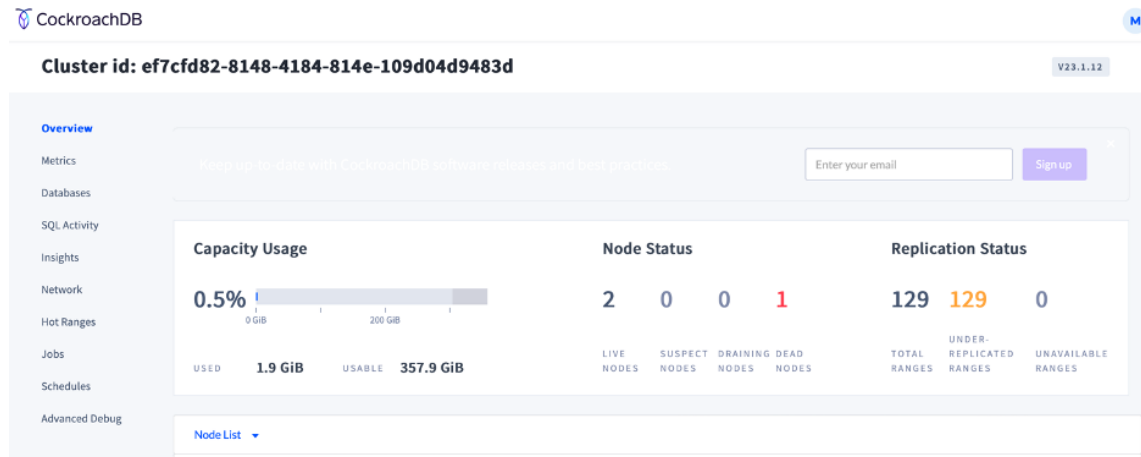 CockroachDB
M
Cluster id: ef7cfd82-8148-4184-814e-109d04d9483d
V23.1.12
Overview
Metrics
Databases
SQL Activity
Insights
Network
Hot Ranges
Jobs
Schedules
Advanced Debug
Keep up-to-date with CockroachDB software releases and best practices.
Enter your email
Sign up
Capacity Usage
0.5%
0 GiB
200 GiB
USED 1.9 GiB USABLE 357.9 GiB
Node Status
2 0 0 1
LIVE NODES
SUSPECT NODES
DRAINING NODES
DEAD NODES
Replication Status
129 129 0
TOTAL RANGES
UNDER-REPLICATED RANGES
UNAVAILABLE RANGES
Node List